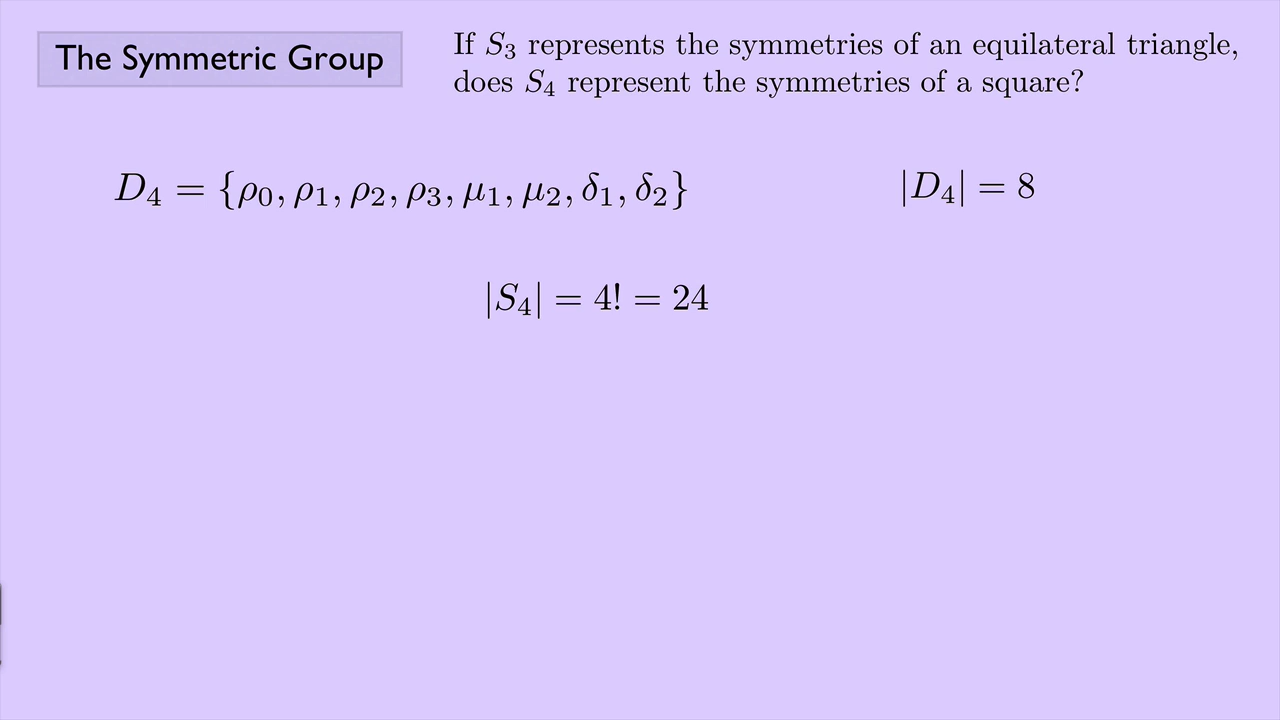 The Symmetric Group
If S₃ represents the symmetries of an equilateral triangle,
does S₄ represent the symmetries of a square?
D₄ = {ρ₀, ρ₁, ρ₂, ρ₃, μ₁, μ₂, δ₁, δ₂}
|D₄| = 8
|S₄| = 4! = 24